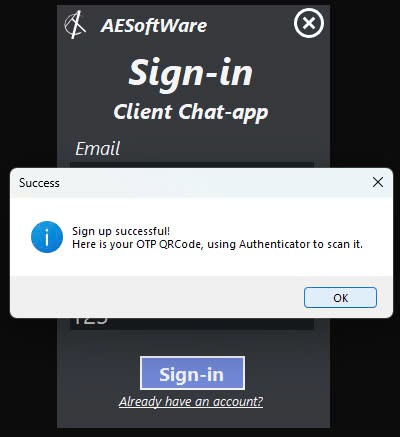 AESoftWare
Sign-in
Client Chat-app
Email
Success
Sign up successful!
Here is your OTP QRCode, using Authenticator to scan it.
OK
123
Sign-in
Already have an account?